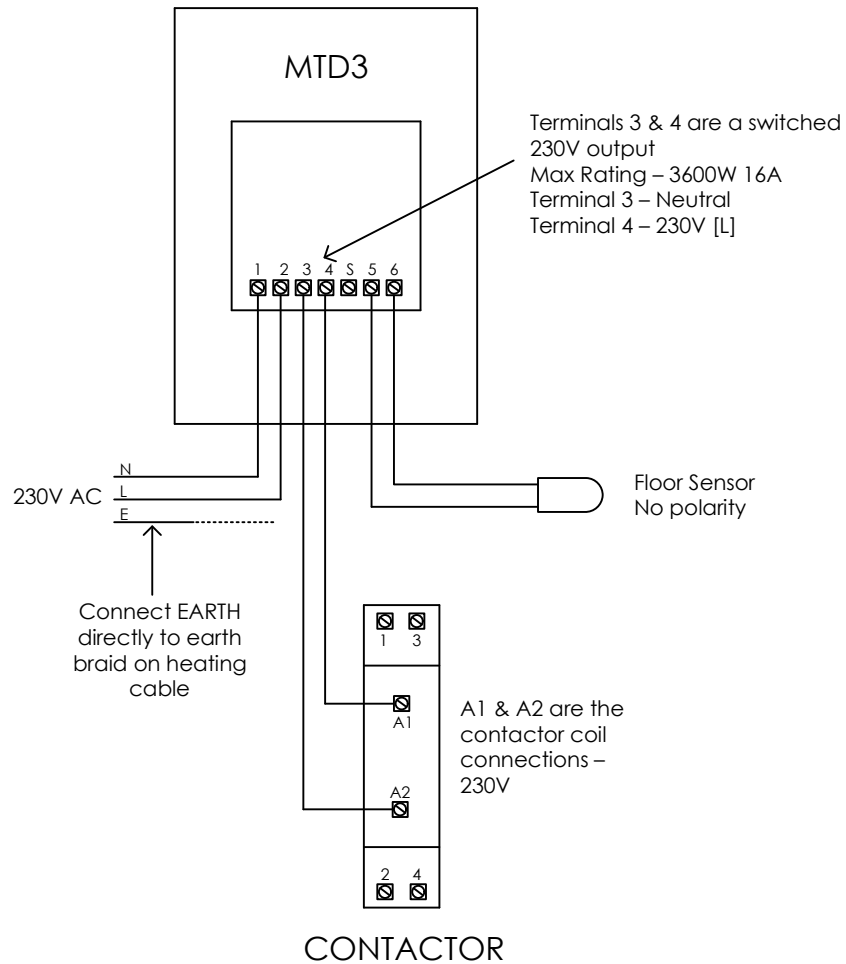 MTD3
Terminals 3 & 4 are a switched
230V output
Max Rating – 3600W 16A
Terminal 3 – Neutral
Terminal 4 – 230V [L]
1 2 3 4 S 5 6
N
230V AC L
E
Floor Sensor
No polarity
Connect EARTH
directly to earth
braid on heating
cable
1 3
A1
A1 & A2 are the
contactor coil
connections –
230V
A2
2 4
CONTACTOR